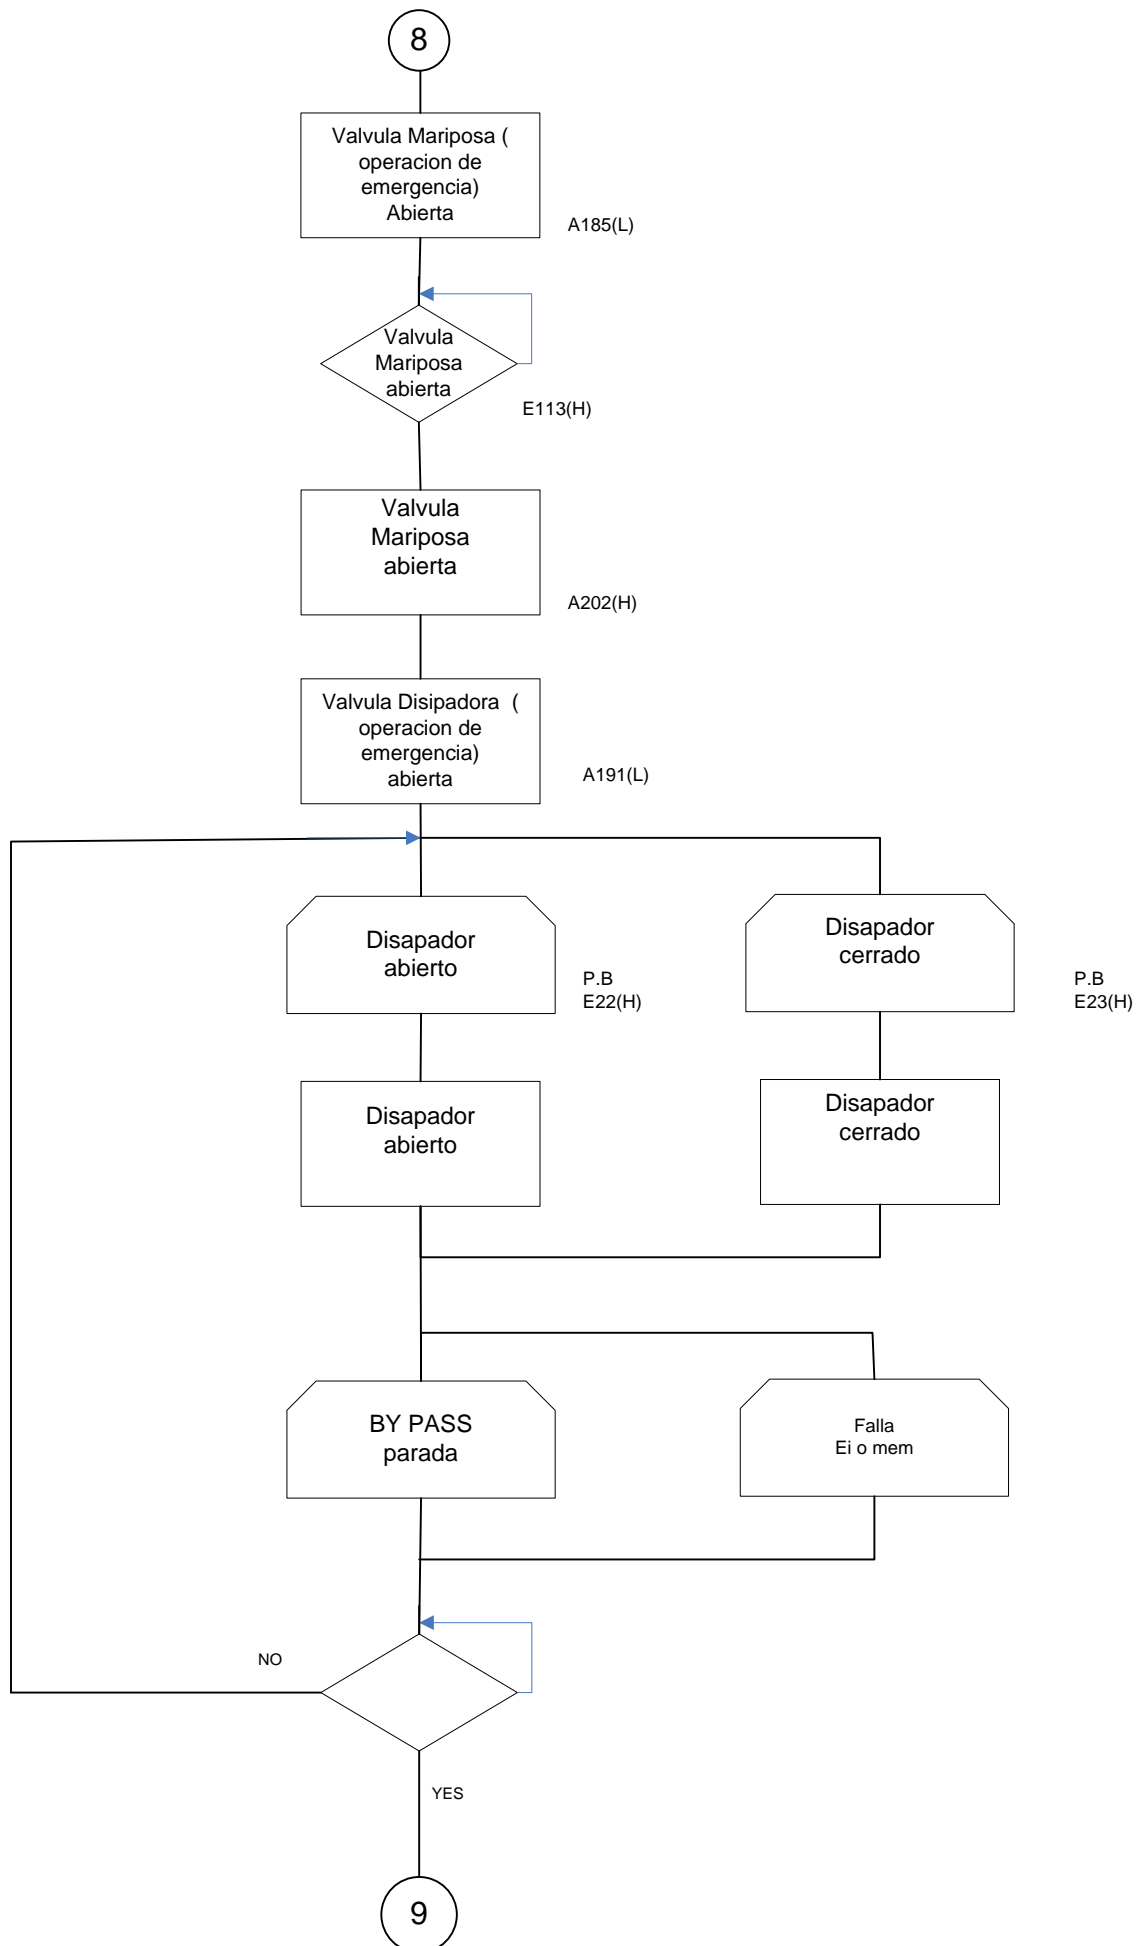 8
Valvula Mariposa (
operacion de
emergencia)
Abierta
A185(L)
Valvula
Mariposa
abierta
E113(H)
Valvula
Mariposa
abierta
A202(H)
Valvula Disipadora (
operacion de
emergencia)
abierta
A191(L)
Disapador
abierto
P.B
E22(H)
Disapador
cerrado
P.B
E23(H)
Disapador
abierto
Disapador
cerrado
BY PASS
parada
Falla
Ei o mem
NO
YES
9